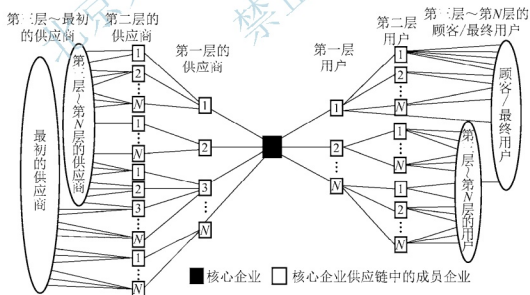 第三层～最初
的供应商
第二层的
供应商
第一层的
供应商
第一层
用户
第二层
用户
第三层～第N层的
顾客/最终用户
最初的供应商
第三层～第N层的供应商
1
2
⋮
N
1
⋮
N
1
2
3
⋮
N
1
⋮
N
1
2
3
⋮
N
1
2
⋮
N
1
2
⋮
N
1
⋮
N
1
2
⋮
N
顾客/最终用户
第三层～第N层的用户
核心企业
核心企业供应链中的成员企业